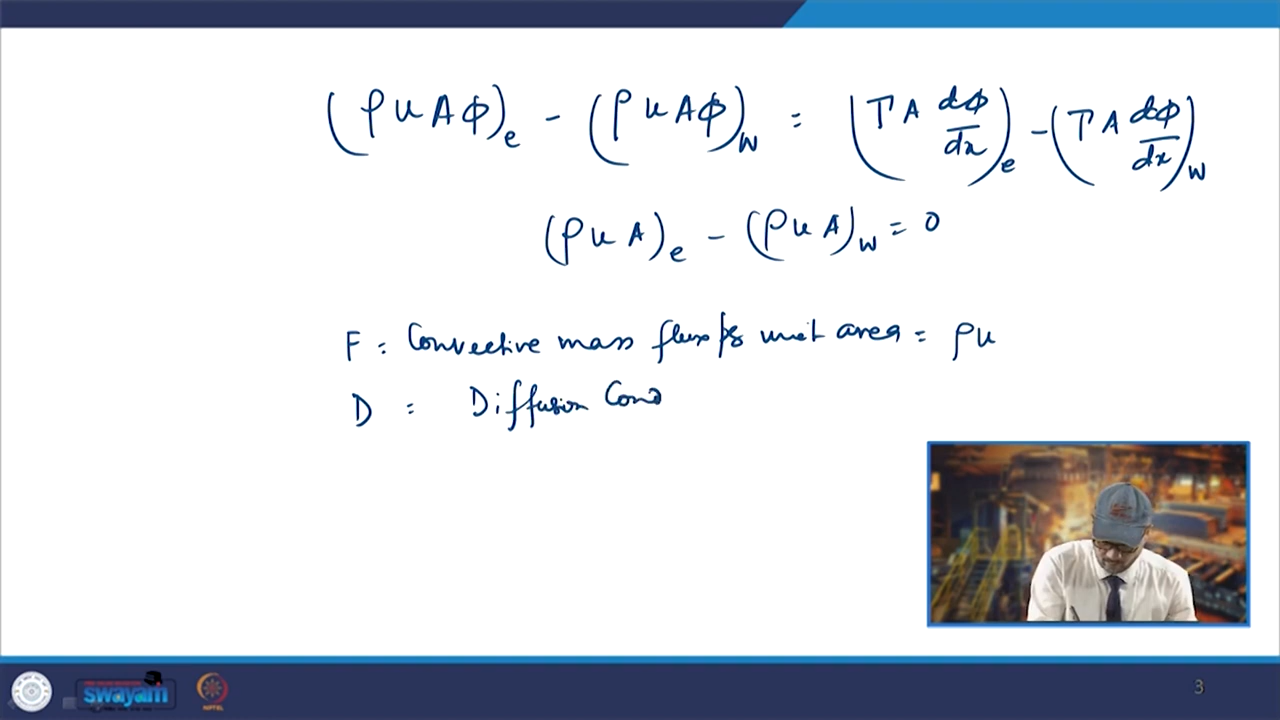 (ρuAφ)e - (ρuAφ)w = (ΓA dφ/dx)e - (ΓA dφ/dx)w
(ρuA)e - (ρuA)w = 0
F = Convective mass flux unit area = ρu
D = Diffusion Cond
swayam
NPTEL
3